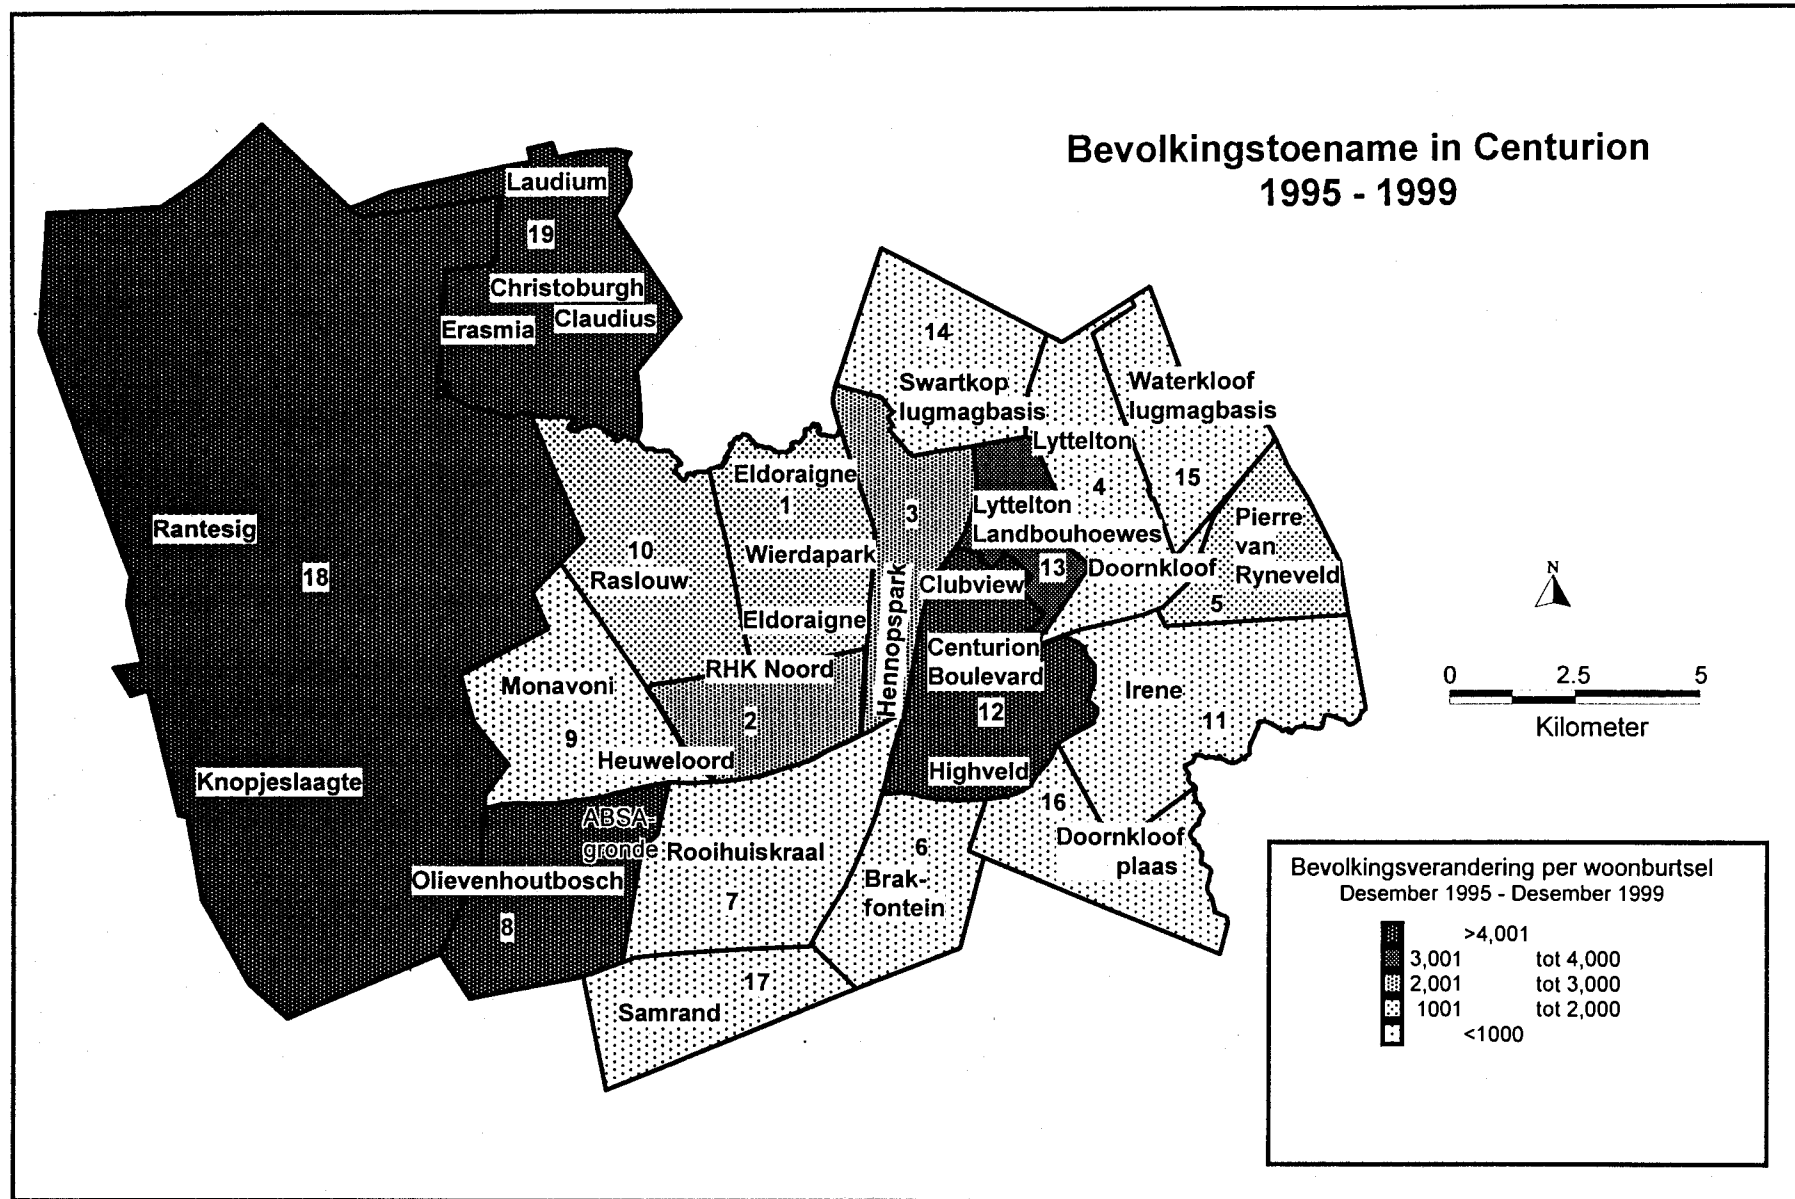 Bevolkingstoename in Centurion
1995 - 1999
Laudium
19
Christoburgh
Claudius
Erasmia
14
Swartkop
lugmagbasis
Waterkloof
lugmagbasis
Lyttelton
4
15
Eldoraigne
1
3
Lyttelton
Landbouhoewes
Pierre
van
Ryneveld
5
Rantesig
18
10
Raslouw
Wierdapark
Clubview
13
Doornkloof
Eldoraigne
Hennopspark
Centurion
Boulevard
12
RHK Noord
2
Monavoni
9
Heuweloord
Irene
11
Highveld
Knopjeslaagte
ABSA-
gronde
Rooihuiskraal
7
Olievenhoutbosch
8
6
Brak-
fontein
16
Doornkloof
plaas
17
Samrand
N
0 2.5 5
Kilometer
Bevolkingsverandering per woonburtsel
Desember 1995 - Desember 1999
>4,001
3,001 tot 4,000
2,001 tot 3,000
1001 tot 2,000
<1000